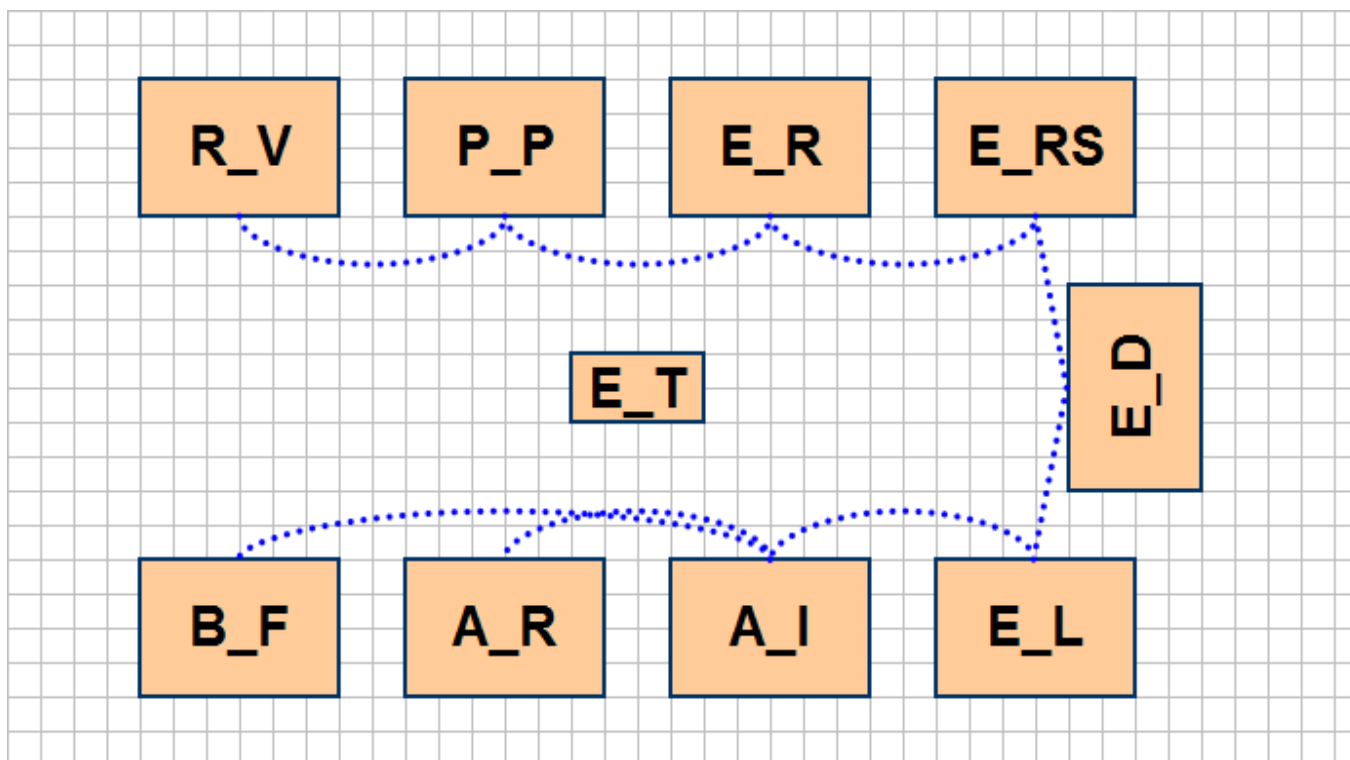 R_V
P_P
E_R
E_RS
E_T
E_D
B_F
A_R
A_I
E_L